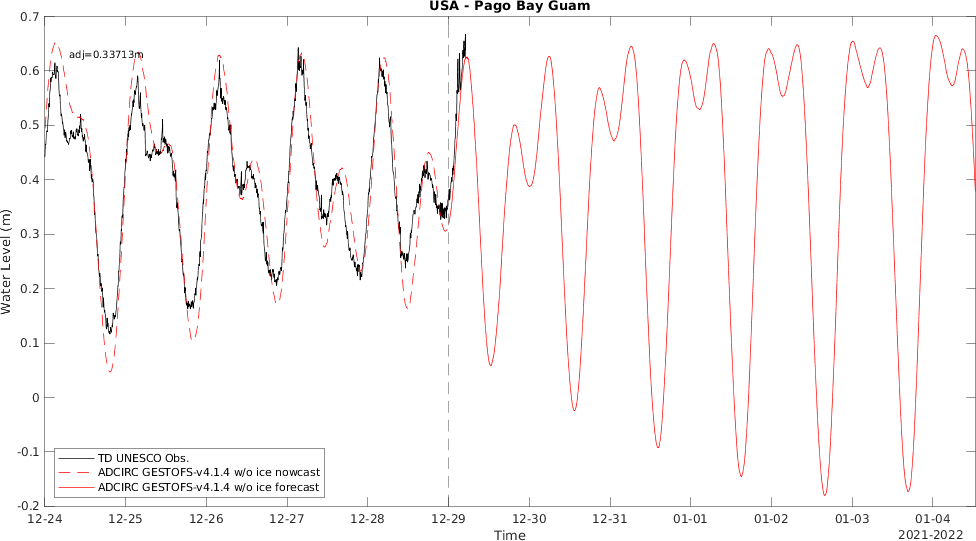 USA - Pago Bay Guam
adj=0.33713m
0.7
0.6
0.5
0.4
0.3
0.2
0.1
0
-0.1
-0.2
Water Level (m)
TD UNESCO Obs.
ADCIRC GESTOFS-v4.1.4 w/o ice nowcast
ADCIRC GESTOFS-v4.1.4 w/o ice forecast
12-24 12-25 12-26 12-27 12-28 12-29 12-30 12-31 01-01 01-02 01-03 01-04
Time
2021-2022